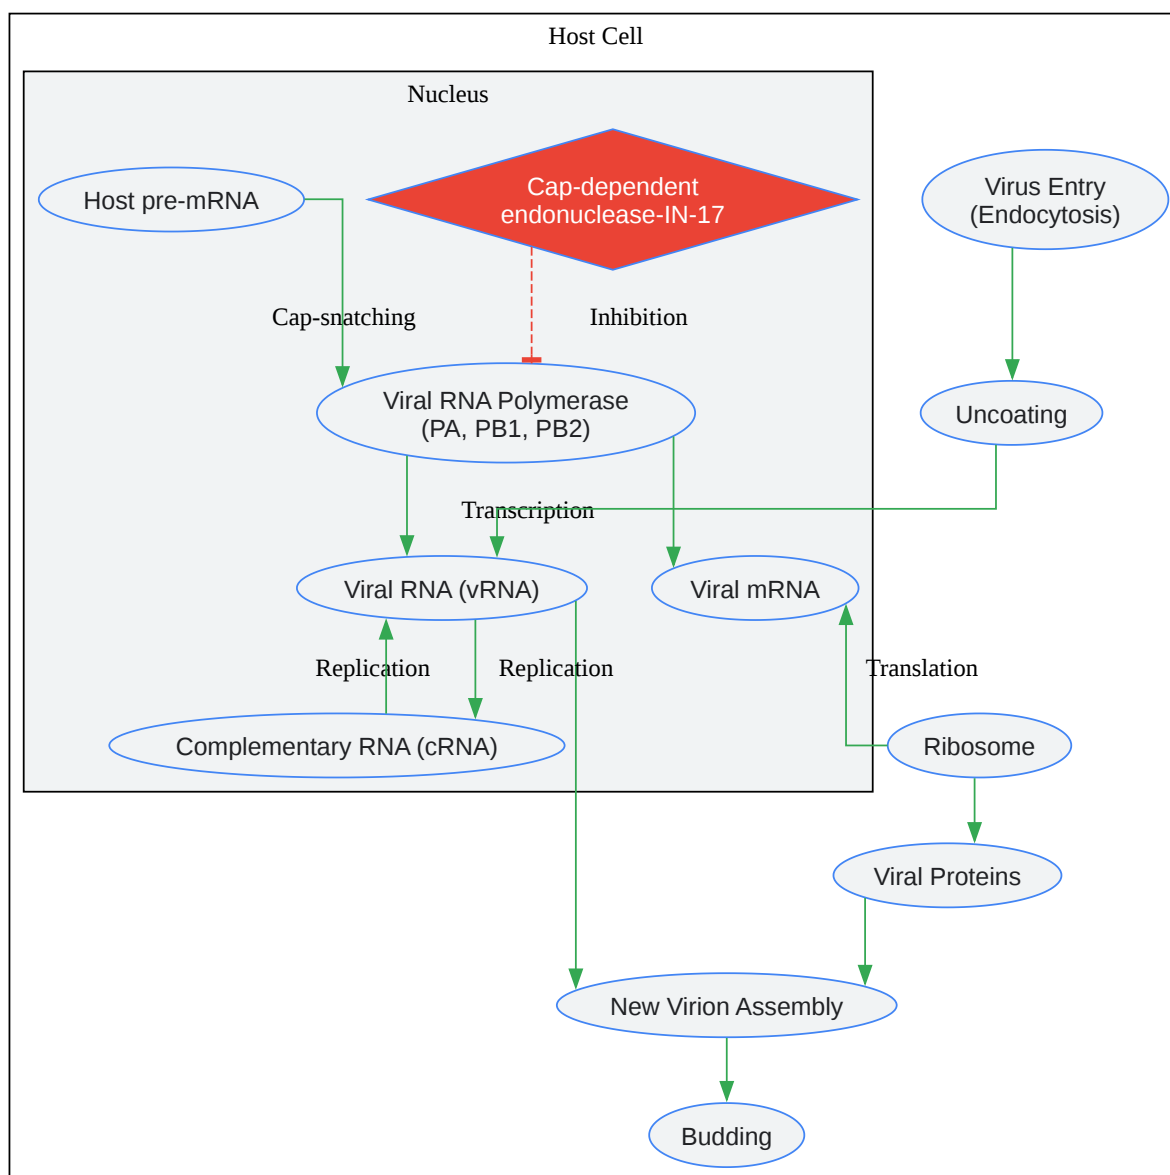 Host Cell
Nucleus
Host pre-mRNA
Cap-dependent
endonuclease-IN-17
Virus Entry
(Endocytosis)
Cap-snatching
Inhibition
Viral RNA Polymerase
(PA, PB1, PB2)
Uncoating
Transcription
Viral RNA (vRNA)
Viral mRNA
Replication
Replication
Translation
Complementary RNA (cRNA)
Ribosome
Viral Proteins
New Virion Assembly
Budding